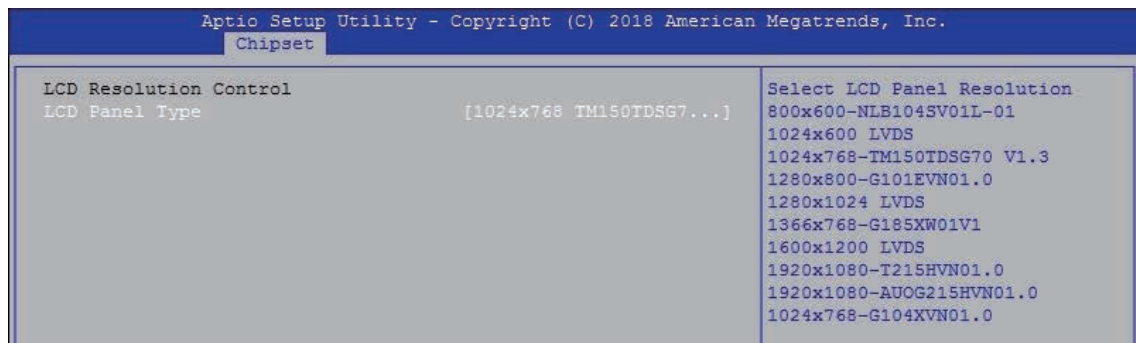 Aptio Setup Utility - Copyright (C) 2018 American Megatrends, Inc.
Chipset
LCD Resolution Control
LCD Panel Type [1024x768 TM150TDSG7...]
Select LCD Panel Resolution
800x600-NLB104SV01L-01
1024x600 LVDS
1024x768-TM150TDSG70 V1.3
1280x800-G101EVN01.0
1280x1024 LVDS
1366x768-G185XW01V1
1600x1200 LVDS
1920x1080-T215HVN01.0
1920x1080-AUOG215HVN01.0
1024x768-G104XVN01.0